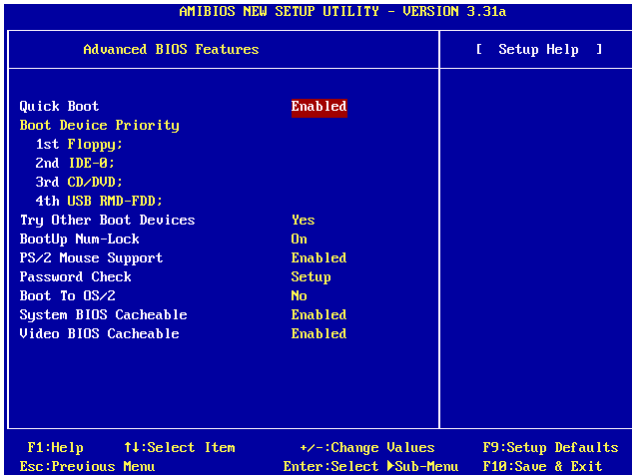 AMIBIOS NEW SETUP UTILITY - VERSION 3.31a
Advanced BIOS Features
[ Setup Help ]
Quick Boot Enabled
Boot Device Priority
1st Floppy;
2nd IDE-0;
3rd CD/DVD;
4th USB RMD-FDD;
Try Other Boot Devices Yes
BootUp Num-Lock On
PS/2 Mouse Support Enabled
Password Check Setup
Boot To OS/2 No
System BIOS Cacheable Enabled
Video BIOS Cacheable Enabled
F1:Help ↑↓:Select Item +/-:Change Values F9:Setup Defaults
Esc:Previous Menu Enter:Select ▶Sub-Menu F10:Save & Exit